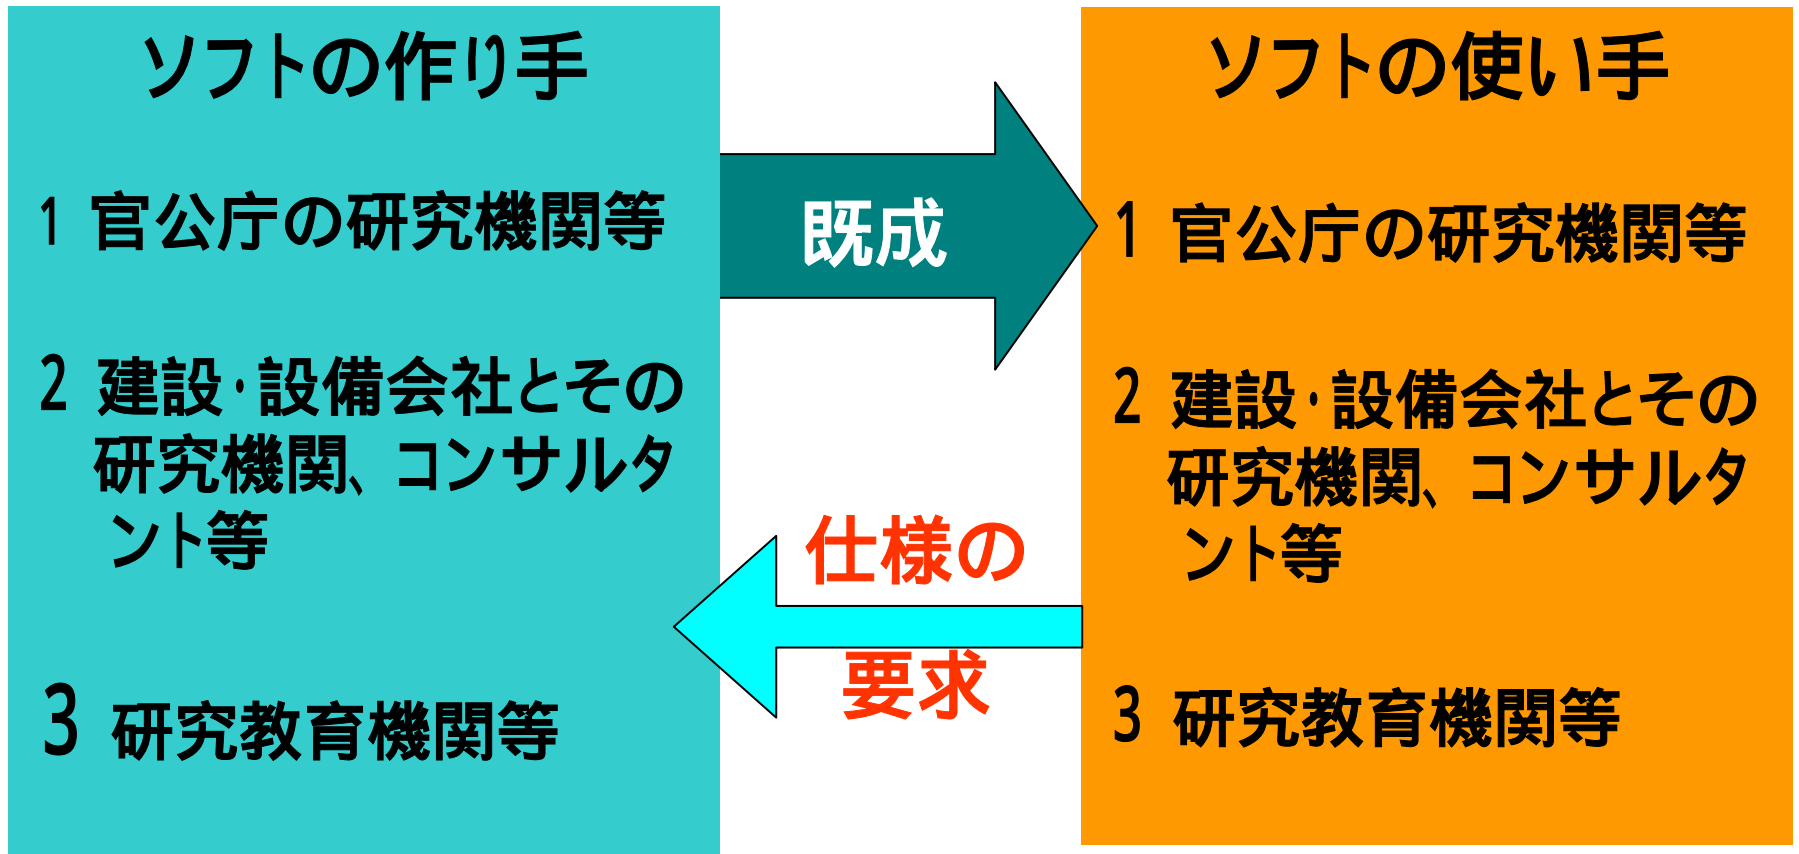 ソフトの作り手
1 官公庁の研究機関等
2 建設・設備会社とその
研究機関、コンサルタ
ント等
3 研究教育機関等
既成
仕様の
要求
ソフトの使い手
1 官公庁の研究機関等
2 建設・設備会社とその
研究機関、コンサルタ
ント等
3 研究教育機関等